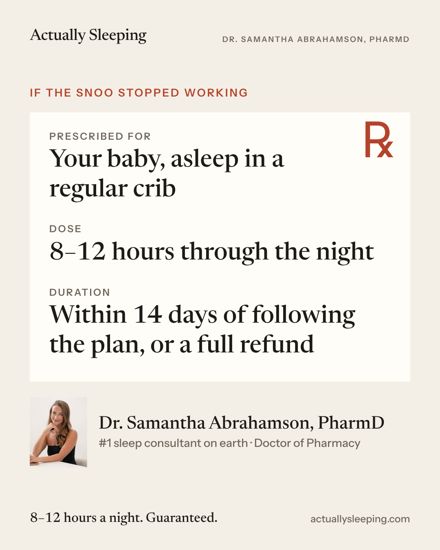 Actually Sleeping
DR. SAMANTHA ABRAHAMSON, PHARMD
IF THE SNOO STOPPED WORKING
PRESCRIBED FOR
Rx
Your baby, asleep in a
regular crib
DOSE
8–12 hours through the night
DURATION
Within 14 days of following
the plan, or a full refund
Dr. Samantha Abrahamson, PharmD
#1 sleep consultant on earth · Doctor of Pharmacy
8–12 hours a night. Guaranteed.
actuallysleeping.com